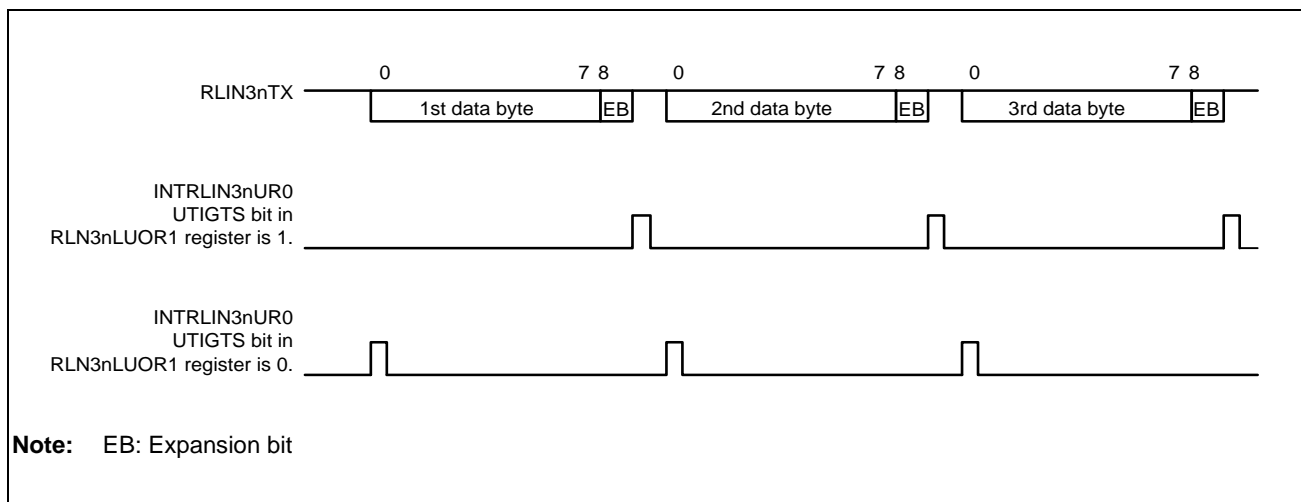 0 7 8 0 7 8 0 7 8
RLIN3nTX
1st data byte EB 2nd data byte EB 3rd data byte EB
INTRLIN3nUR0
UTIGTS bit in
RLN3nLUOR1 register is 1.
INTRLIN3nUR0
UTIGTS bit in
RLN3nLUOR1 register is 0.
Note: EB: Expansion bit